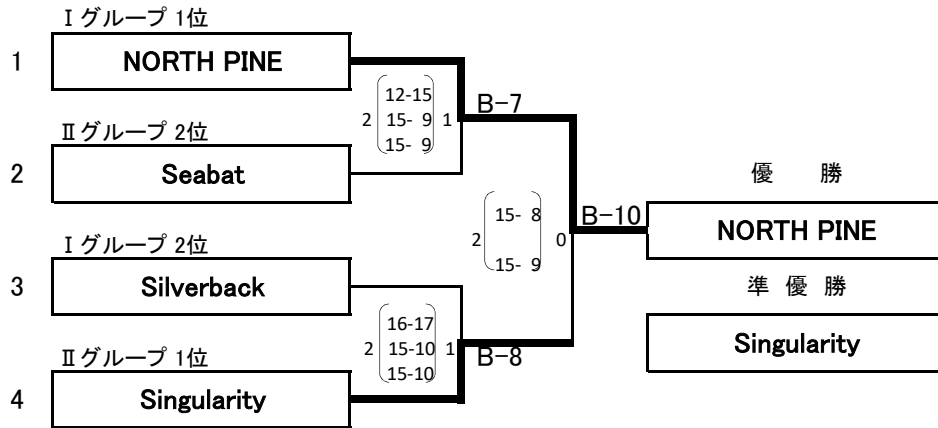 Ⅰグループ 1位
1 NORTH PINE
12-15
2 15- 9 1
15- 9
B-7
Ⅱグループ 2位
2 Seabat
15- 8
2 0
15- 9
B-10
優 勝
NORTH PINE
準 優 勝
Singularity
Ⅰグループ 2位
3 Silverback
16-17
2 15-10 1
15-10
B-8
Ⅱグループ 1位
4 Singularity